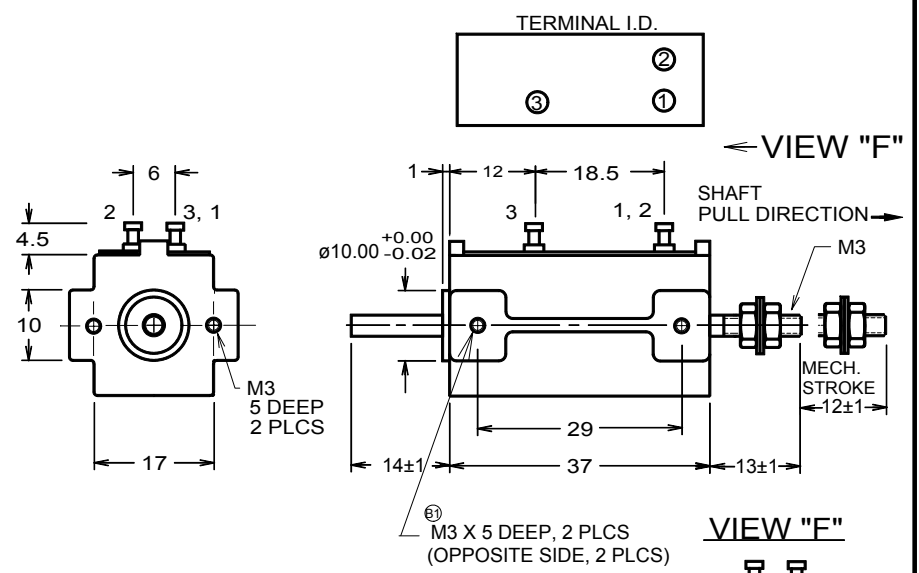 TERMINAL I.D.
2
3 1
VIEW "F"
6
1 12 18.5
SHAFT
PULL DIRECTION
2 3, 1
3 1, 2
4.5
ø10.00 +0.00
-0.02
M3
10
M3
5 DEEP
2 PLCS
MECH.
STROKE
12±1
29
17
14±1 37 13±1
B1
M3 X 5 DEEP, 2 PLCS
(OPPOSITE SIDE, 2 PLCS)
VIEW "F"